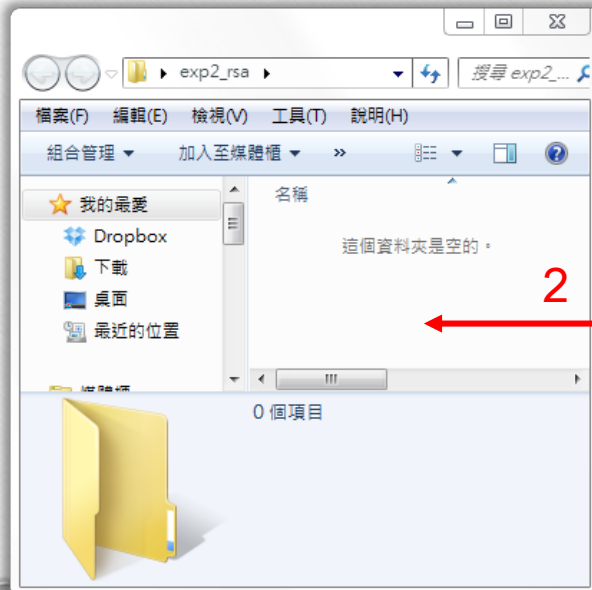 exp2_rsa
搜尋 exp2_...
檔案(F) 編輯(E) 檢視(V) 工具(T) 說明(H)
組合管理 加入至媒體櫃 »
我的最愛
Dropbox
下載
桌面
最近的位置
名稱
這個資料夾是空的。
2
0 個項目